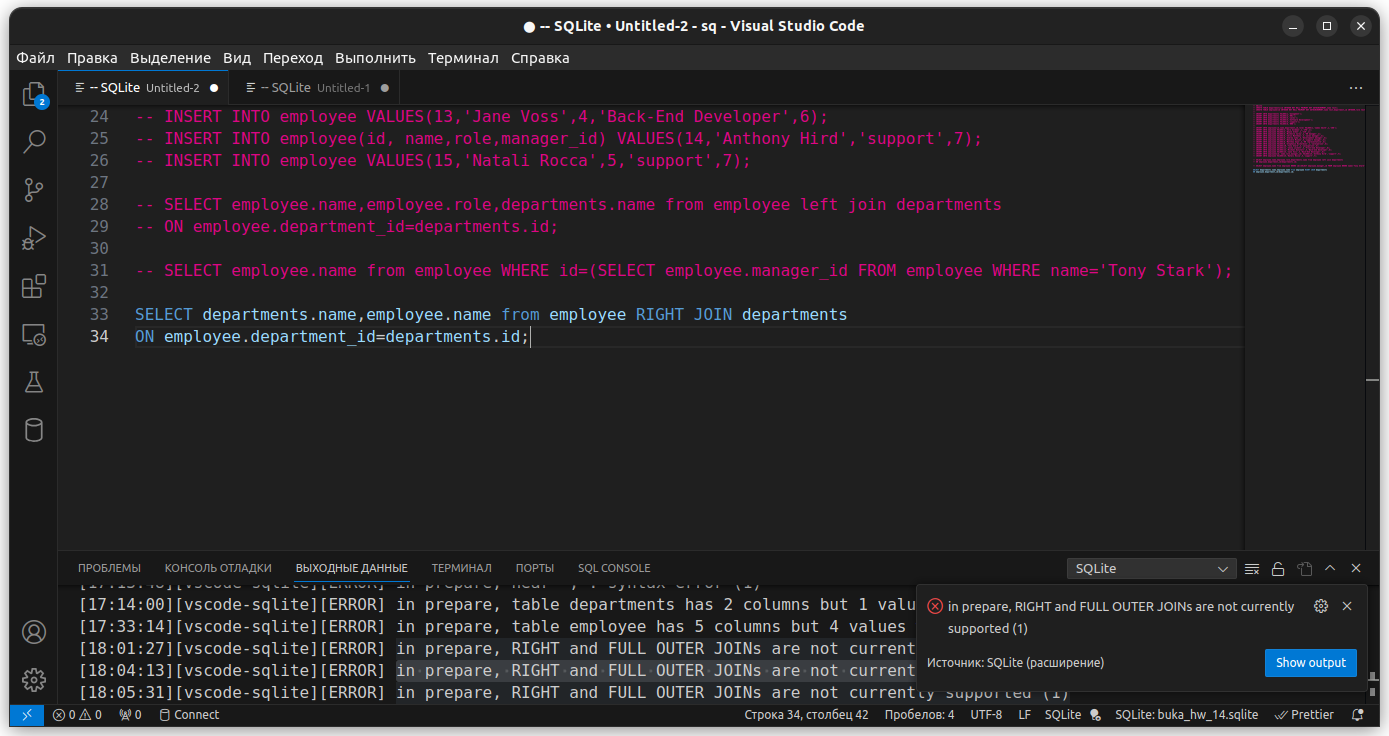 ● -- SQLite • Untitled-2 - sq - Visual Studio Code
Файл Правка Выделение Вид Переход Выполнить Терминал Справка
-- SQLite Untitled-2 ● -- SQLite Untitled-1 ●
2
24 -- INSERT INTO employee VALUES(13,'Jane Voss',4,'Back-End Developer',6);
25 -- INSERT INTO employee(id, name,role,manager_id) VALUES(14,'Anthony Hird','support',7);
26 -- INSERT INTO employee VALUES(15,'Natali Rocca',5,'support',7);
27
28 -- SELECT employee.name,employee.role,departments.name from employee left join departments
29 -- ON employee.department_id=departments.id;
30
31 -- SELECT employee.name from employee WHERE id=(SELECT employee.manager_id FROM employee WHERE name='Tony Stark');
32
33 SELECT departments.name,employee.name from employee RIGHT JOIN departments
34 ON employee.department_id=departments.id;
ПРОБЛЕМЫ КОНСОЛЬ ОТЛАДКИ ВЫХОДНЫЕ ДАННЫЕ ТЕРМИНАЛ ПОРТЫ SQL CONSOLE SQLite
[17:14:00][vscode-sqlite][ERROR] in prepare, table departments has 2 columns but 1 valu
[17:33:14][vscode-sqlite][ERROR] in prepare, table employee has 5 columns but 4 values
[18:01:27][vscode-sqlite][ERROR] in prepare, RIGHT and FULL OUTER JOINs are not current
[18:04:13][vscode-sqlite][ERROR] in prepare, RIGHT and FULL OUTER JOINs are not current
[18:05:31][vscode-sqlite][ERROR] in prepare, RIGHT and FULL OUTER JOINs are not currently supported (1)
in prepare, RIGHT and FULL OUTER JOINs are not currently
supported (1)
Источник: SQLite (расширение) Show output
0 0 0 Connect Строка 34, столбец 42 Пробелов: 4 UTF-8 LF SQLite SQLite: buka_hw_14.sqlite Prettier